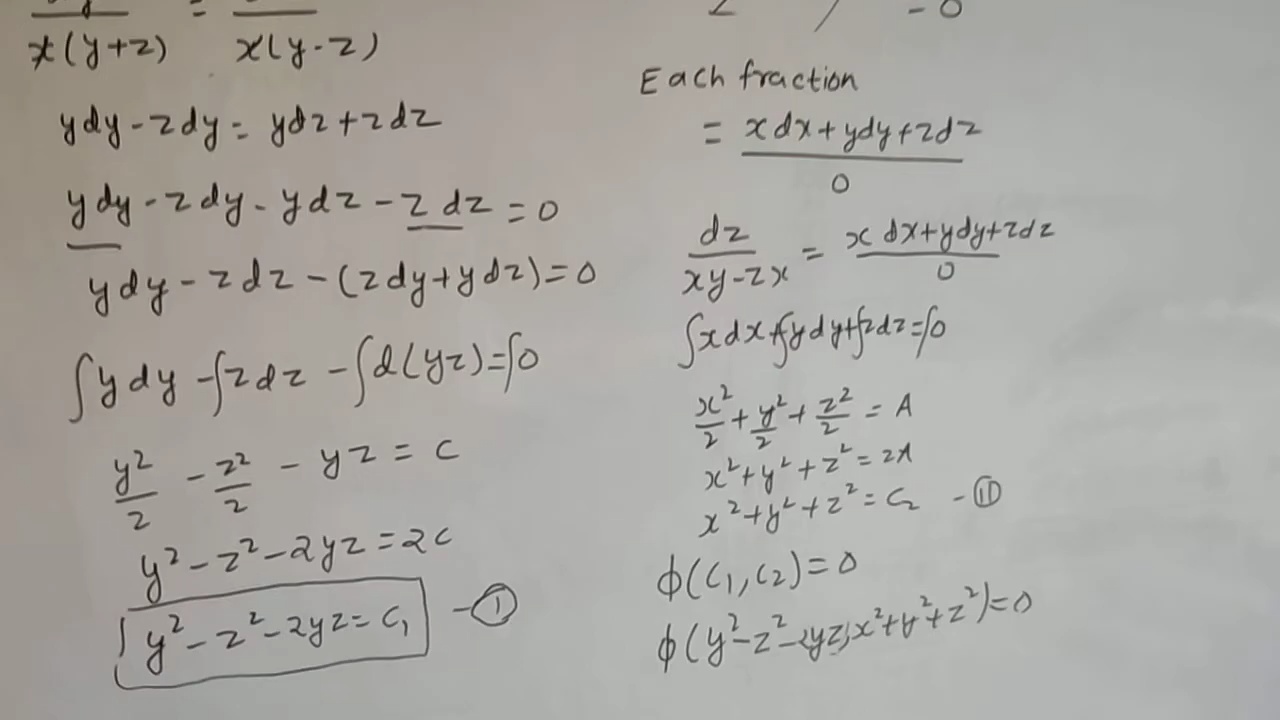 x(y+z) = x(y-z)
ydy - zdy = ydz + zdz
ydy - zdy - ydz - zdz = 0
ydy - zdz - (zdy + ydz) = 0
∫ydy - ∫zdz - ∫d(yz) = ∫0
y²/2 - z²/2 - yz = c
y² - z² - 2yz = 2c
y² - z² - 2yz = c₁ - ①
- 0
Each fraction
= (xdx + ydy + zdz)/0
dz/(xy-zx) = (xdx + ydy + zdz)/0
∫xdx + ∫ydy + ∫zdz = ∫0
x²/2 + y²/2 + z²/2 = A
x² + y² + z² = 2A
x² + y² + z² = c₂ - ⑪
ϕ(c₁, c₂) = 0
ϕ(y² - z² - 2yz, x² + y² + z²) = 0